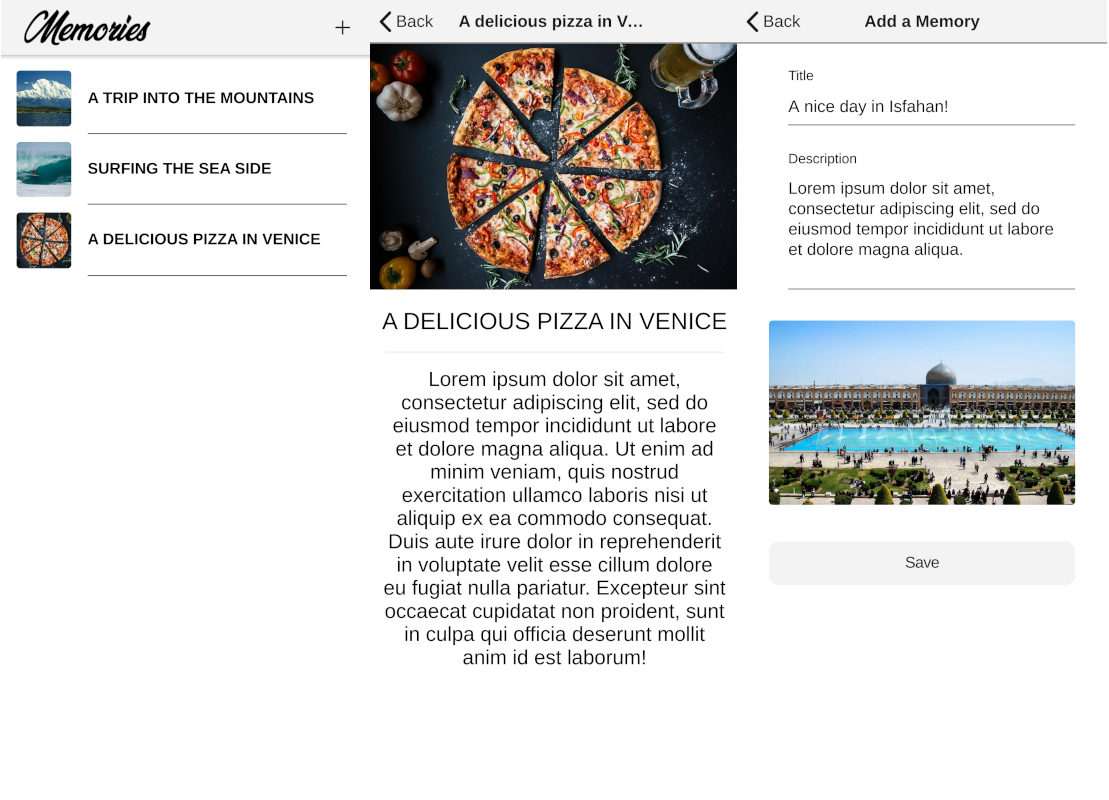 Memories
+
A TRIP INTO THE MOUNTAINS
SURFING THE SEA SIDE
A DELICIOUS PIZZA IN VENICE
Back
A delicious pizza in V...
A DELICIOUS PIZZA IN VENICE
Lorem ipsum dolor sit amet,
consectetur adipiscing elit, sed do
eiusmod tempor incididunt ut labore
et dolore magna aliqua. Ut enim ad
minim veniam, quis nostrud
exercitation ullamco laboris nisi ut
aliquip ex ea commodo consequat.
Duis aute irure dolor in reprehenderit
in voluptate velit esse cillum dolore
eu fugiat nulla pariatur. Excepteur sint
occaecat cupidatat non proident, sunt
in culpa qui officia deserunt mollit
anim id est laborum!
Back
Add a Memory
Title
A nice day in Isfahan!
Description
Lorem ipsum dolor sit amet,
consectetur adipiscing elit, sed do
eiusmod tempor incididunt ut labore
et dolore magna aliqua.
Save